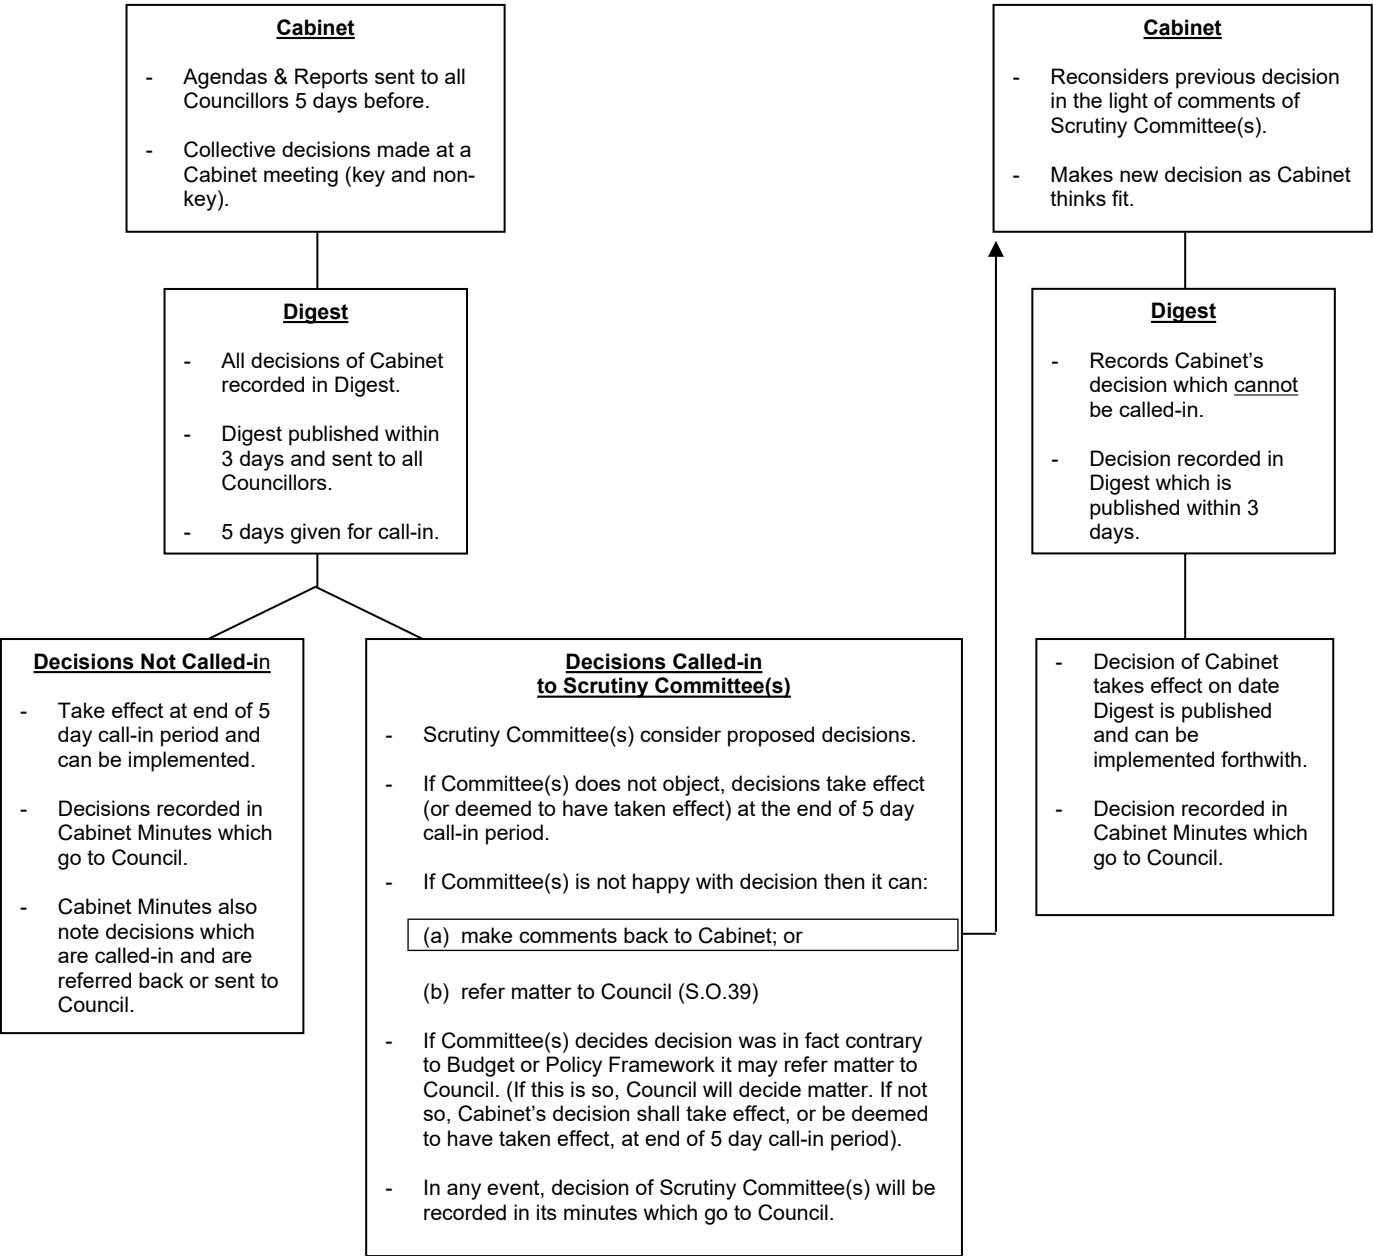 Cabinet
- Agendas & Reports sent to all
Councillors 5 days before.
- Collective decisions made at a
Cabinet meeting (key and non-
key).
Digest
- All decisions of Cabinet
recorded in Digest.
- Digest published within
3 days and sent to all
Councillors.
- 5 days given for call-in.
Decisions Not Called-in
- Take effect at end of 5
day call-in period and
can be implemented.
- Decisions recorded in
Cabinet Minutes which
go to Council.
- Cabinet Minutes also
note decisions which
are called-in and are
referred back or sent to
Council.
Decisions Called-in
to Scrutiny Committee(s)
- Scrutiny Committee(s) consider proposed decisions.
- If Committee(s) does not object, decisions take effect
(or deemed to have taken effect) at the end of 5 day
call-in period.
- If Committee(s) is not happy with decision then it can:
(a) make comments back to Cabinet; or
(b) refer matter to Council (S.O.39)
- If Committee(s) decides decision was in fact contrary
to Budget or Policy Framework it may refer matter to
Council. (If this is so, Council will decide matter. If not
so, Cabinet’s decision shall take effect, or be deemed
to have taken effect, at end of 5 day call-in period).
- In any event, decision of Scrutiny Committee(s) will be
recorded in its minutes which go to Council.
Cabinet
- Reconsiders previous decision
in the light of comments of
Scrutiny Committee(s).
- Makes new decision as Cabinet
thinks fit.
Digest
- Records Cabinet’s
decision which cannot
be called-in.
- Decision recorded in
Digest which is
published within 3
days.
- Decision of Cabinet
takes effect on date
Digest is published
and can be
implemented forthwith.
- Decision recorded in
Cabinet Minutes which
go to Council.